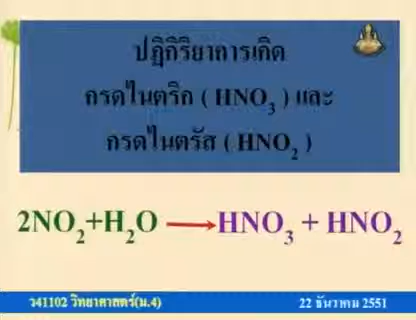 ปฏิกิริยาการเกิด
กรดไนตริก ( HNO₃ ) และ
กรดไนตรัส ( HNO₂ )
2NO₂+H₂O ⟶ HNO₃ + HNO₂
ว41102 วิทยาศาสตร์(ม.4) 22 ธันวาคม 2551